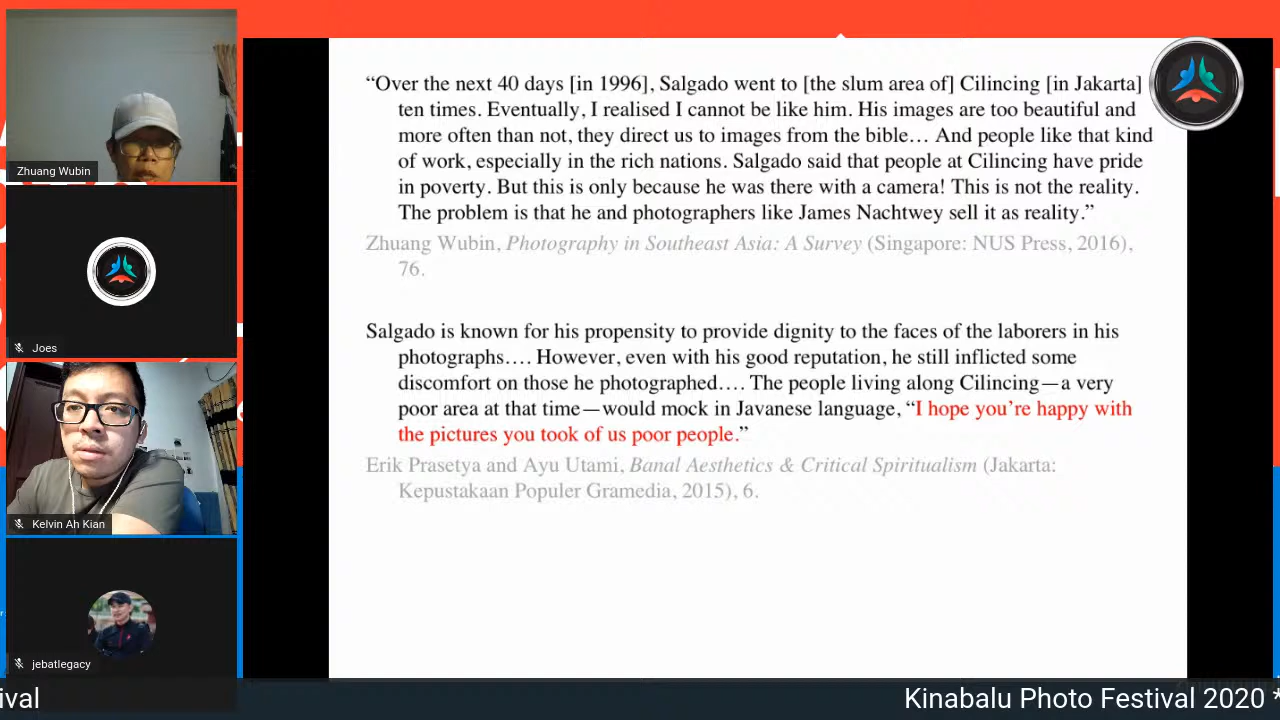 Zhuang Wubin
Joes
Kelvin Ah Kian
jebatlegacy
“Over the next 40 days [in 1996], Salgado went to [the slum area of] Cilincing [in Jakarta]
ten times. Eventually, I realised I cannot be like him. His images are too beautiful and
more often than not, they direct us to images from the bible… And people like that kind
of work, especially in the rich nations. Salgado said that people at Cilincing have pride
in poverty. But this is only because he was there with a camera! This is not the reality.
The problem is that he and photographers like James Nachtwey sell it as reality.”
Zhuang Wubin, Photography in Southeast Asia: A Survey (Singapore: NUS Press, 2016),
76.
Salgado is known for his propensity to provide dignity to the faces of the laborers in his
photographs…. However, even with his good reputation, he still inflicted some
discomfort on those he photographed…. The people living along Cilincing—a very
poor area at that time—would mock in Javanese language, “I hope you’re happy with
the pictures you took of us poor people.”
Erik Prasetya and Ayu Utami, Banal Aesthetics & Critical Spiritualism (Jakarta:
Kepustakaan Populer Gramedia, 2015), 6.
ival
Kinabalu Photo Festival 2020 *